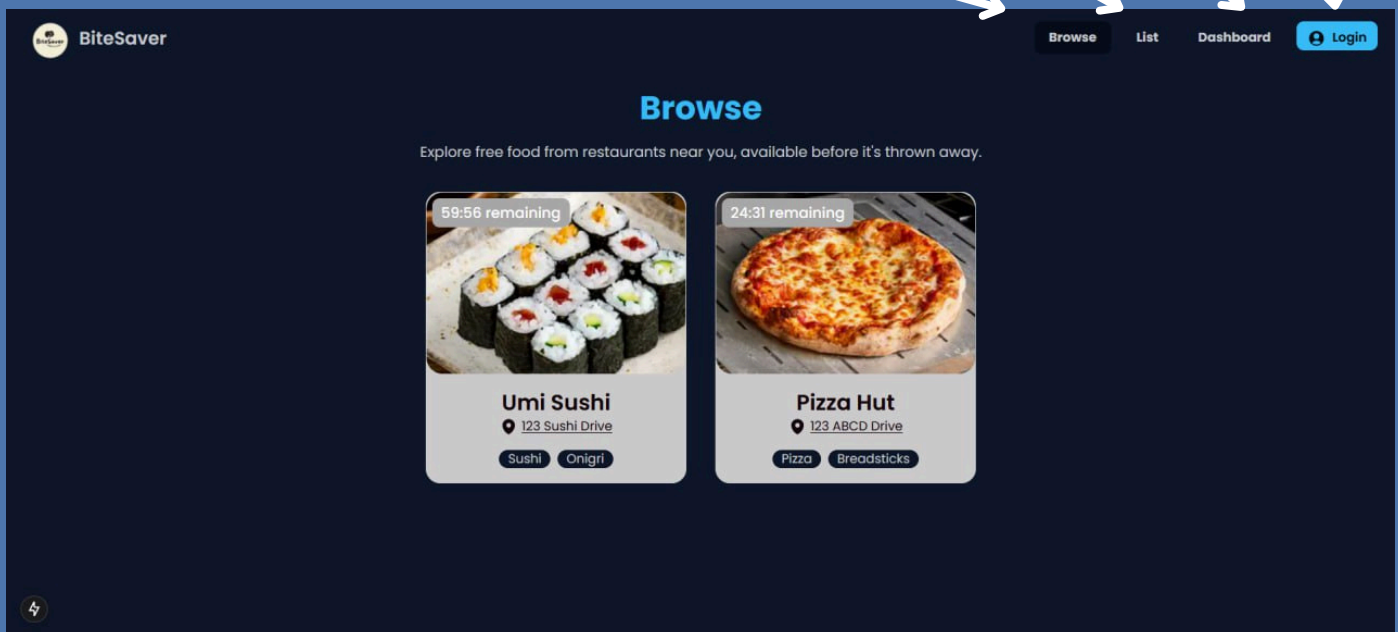 BiteSaver
BiteSaver
Browse
List
Dashboard
Login
Browse
Explore free food from restaurants near you, available before it's thrown away.
59:56 remaining
24:31 remaining
Umi Sushi
123 Sushi Drive
Sushi
Onigri
Pizza Hut
123 ABCD Drive
Pizza
Breadsticks